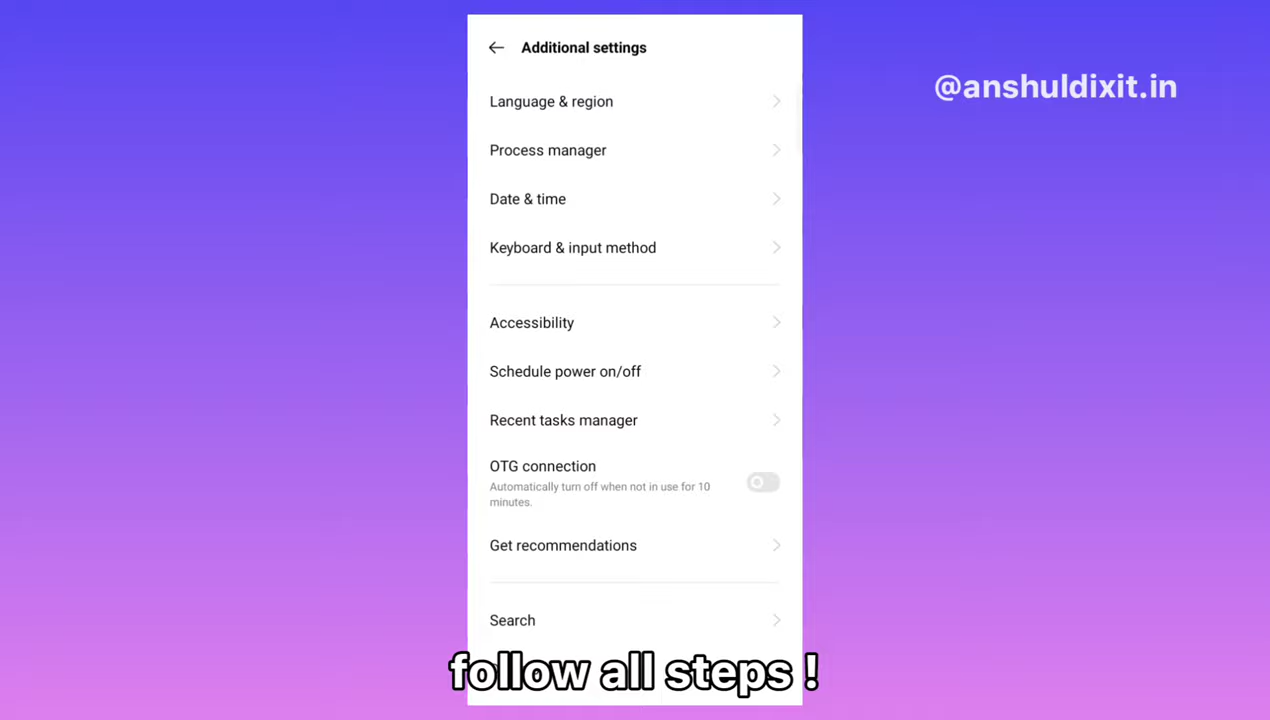 Additional settings
@anshuldixit.in
Language & region
Process manager
Date & time
Keyboard & input method
Accessibility
Schedule power on/off
Recent tasks manager
OTG connection
Automatically turn off when not in use for 10
minutes.
Get recommendations
Search
follow all steps !